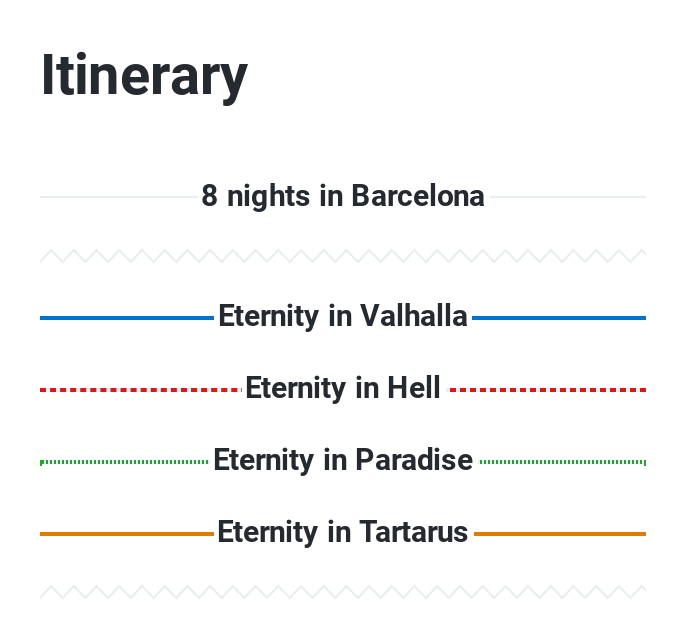 Itinerary
8 nights in Barcelona
Eternity in Valhalla
Eternity in Hell
Eternity in Paradise
Eternity in Tartarus